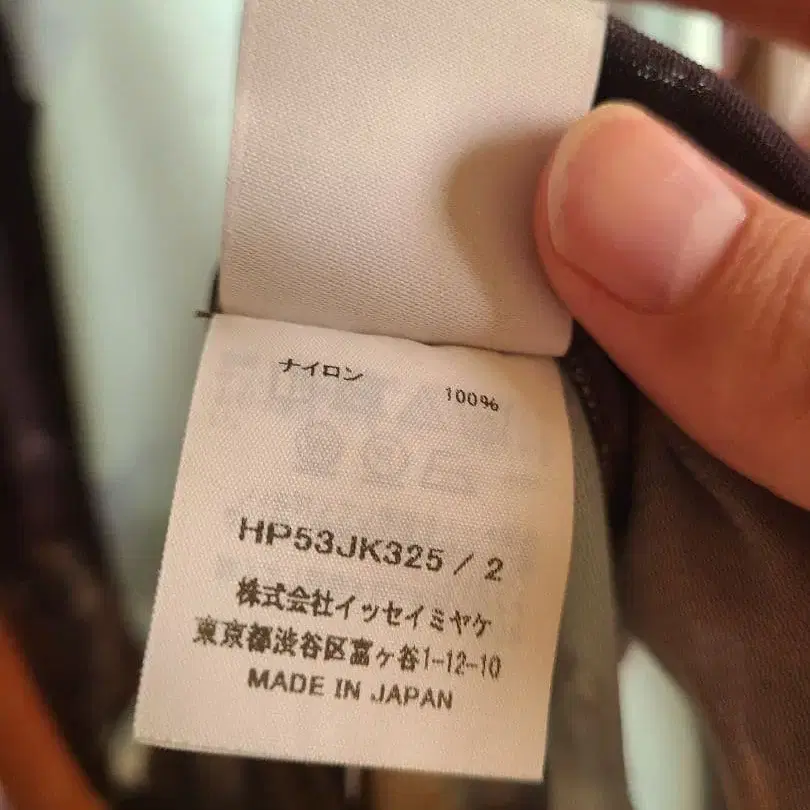 ナイロン 100%
HP53JK325 / 2
株式会社イッセイミヤケ
東京都渋谷区富ヶ谷1-12-10
MADE IN JAPAN